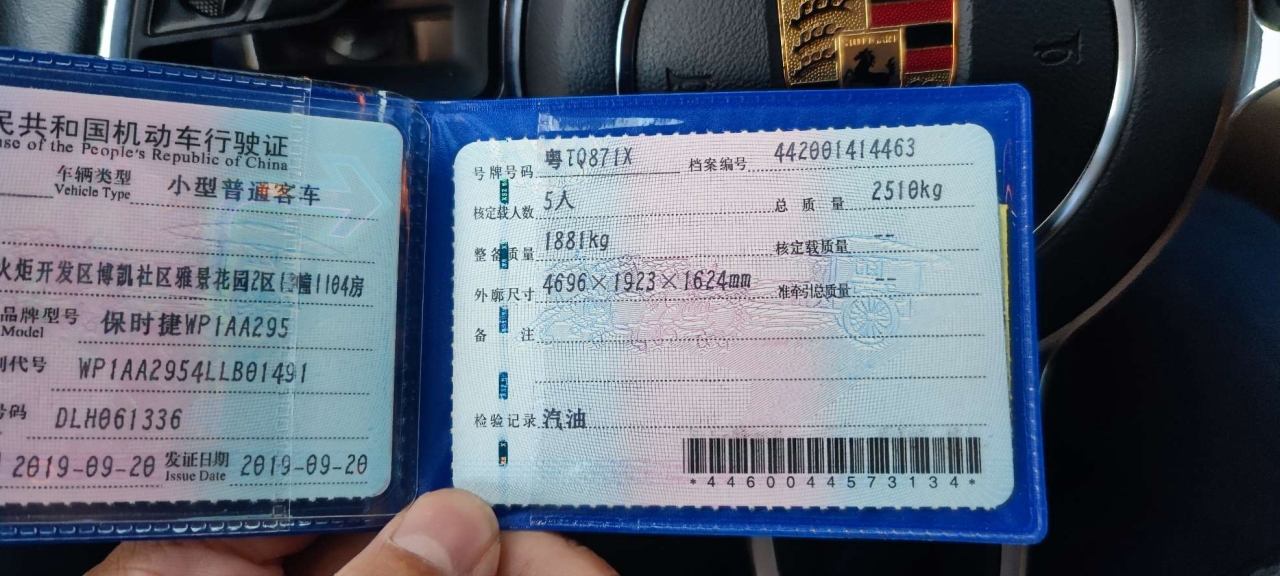 民共和国机动车行驶证
use of the People's Republic of China
车辆类型 小型普通客车
Vehicle Type
火炬开发区博凯社区雅景花园2区 幢1104房
品牌型号 保时捷WP1AA295
Model
代号 WP1AA2954LLB01491
号码 DLH061336
2019-09-20 发证日期 2019-09-20
Issue Date
号牌号码 粤TQ871X 档案编号 442001414463
核定载人数 5人 总质量 2510kg
整备质量 1881kg 核定载质量 --
外廓尺寸 4696×1923×1624mm 准牵引总质量 --
备注
检验记录 汽油
*4460044573134*